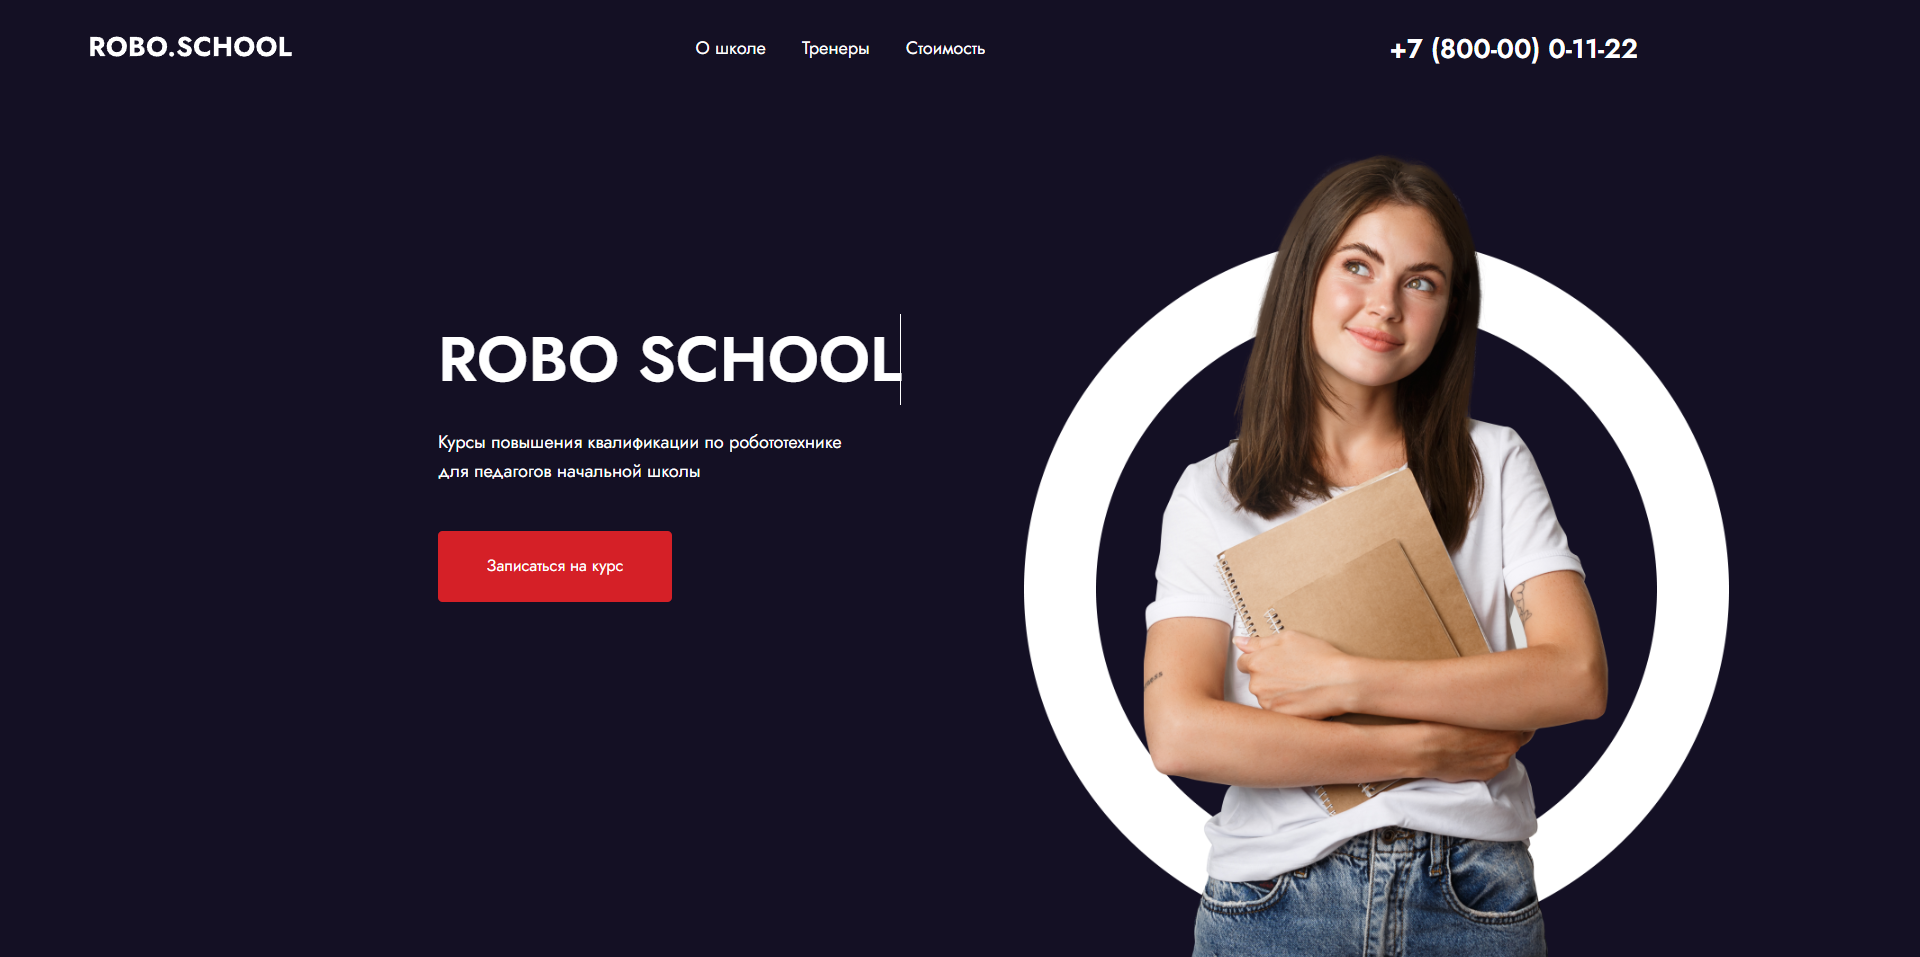 ROBO.SCHOOL
О школе
Тренеры
Стоимость
+7 (800-00) 0-11-22
ROBO SCHOOL
Курсы повышения квалификации по робототехнике
для педагогов начальной школы
Записаться на курс